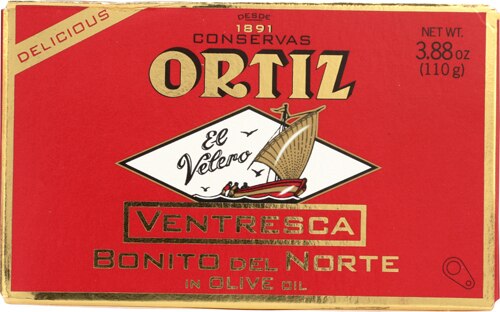 DELICIOUS
DESDE
1891
CONSERVAS
ORTIZ
NET WT.
3.88 OZ
(110 g)
El
Velero
VENTRESCA
BONITO DEL NORTE
IN OLIVE OIL